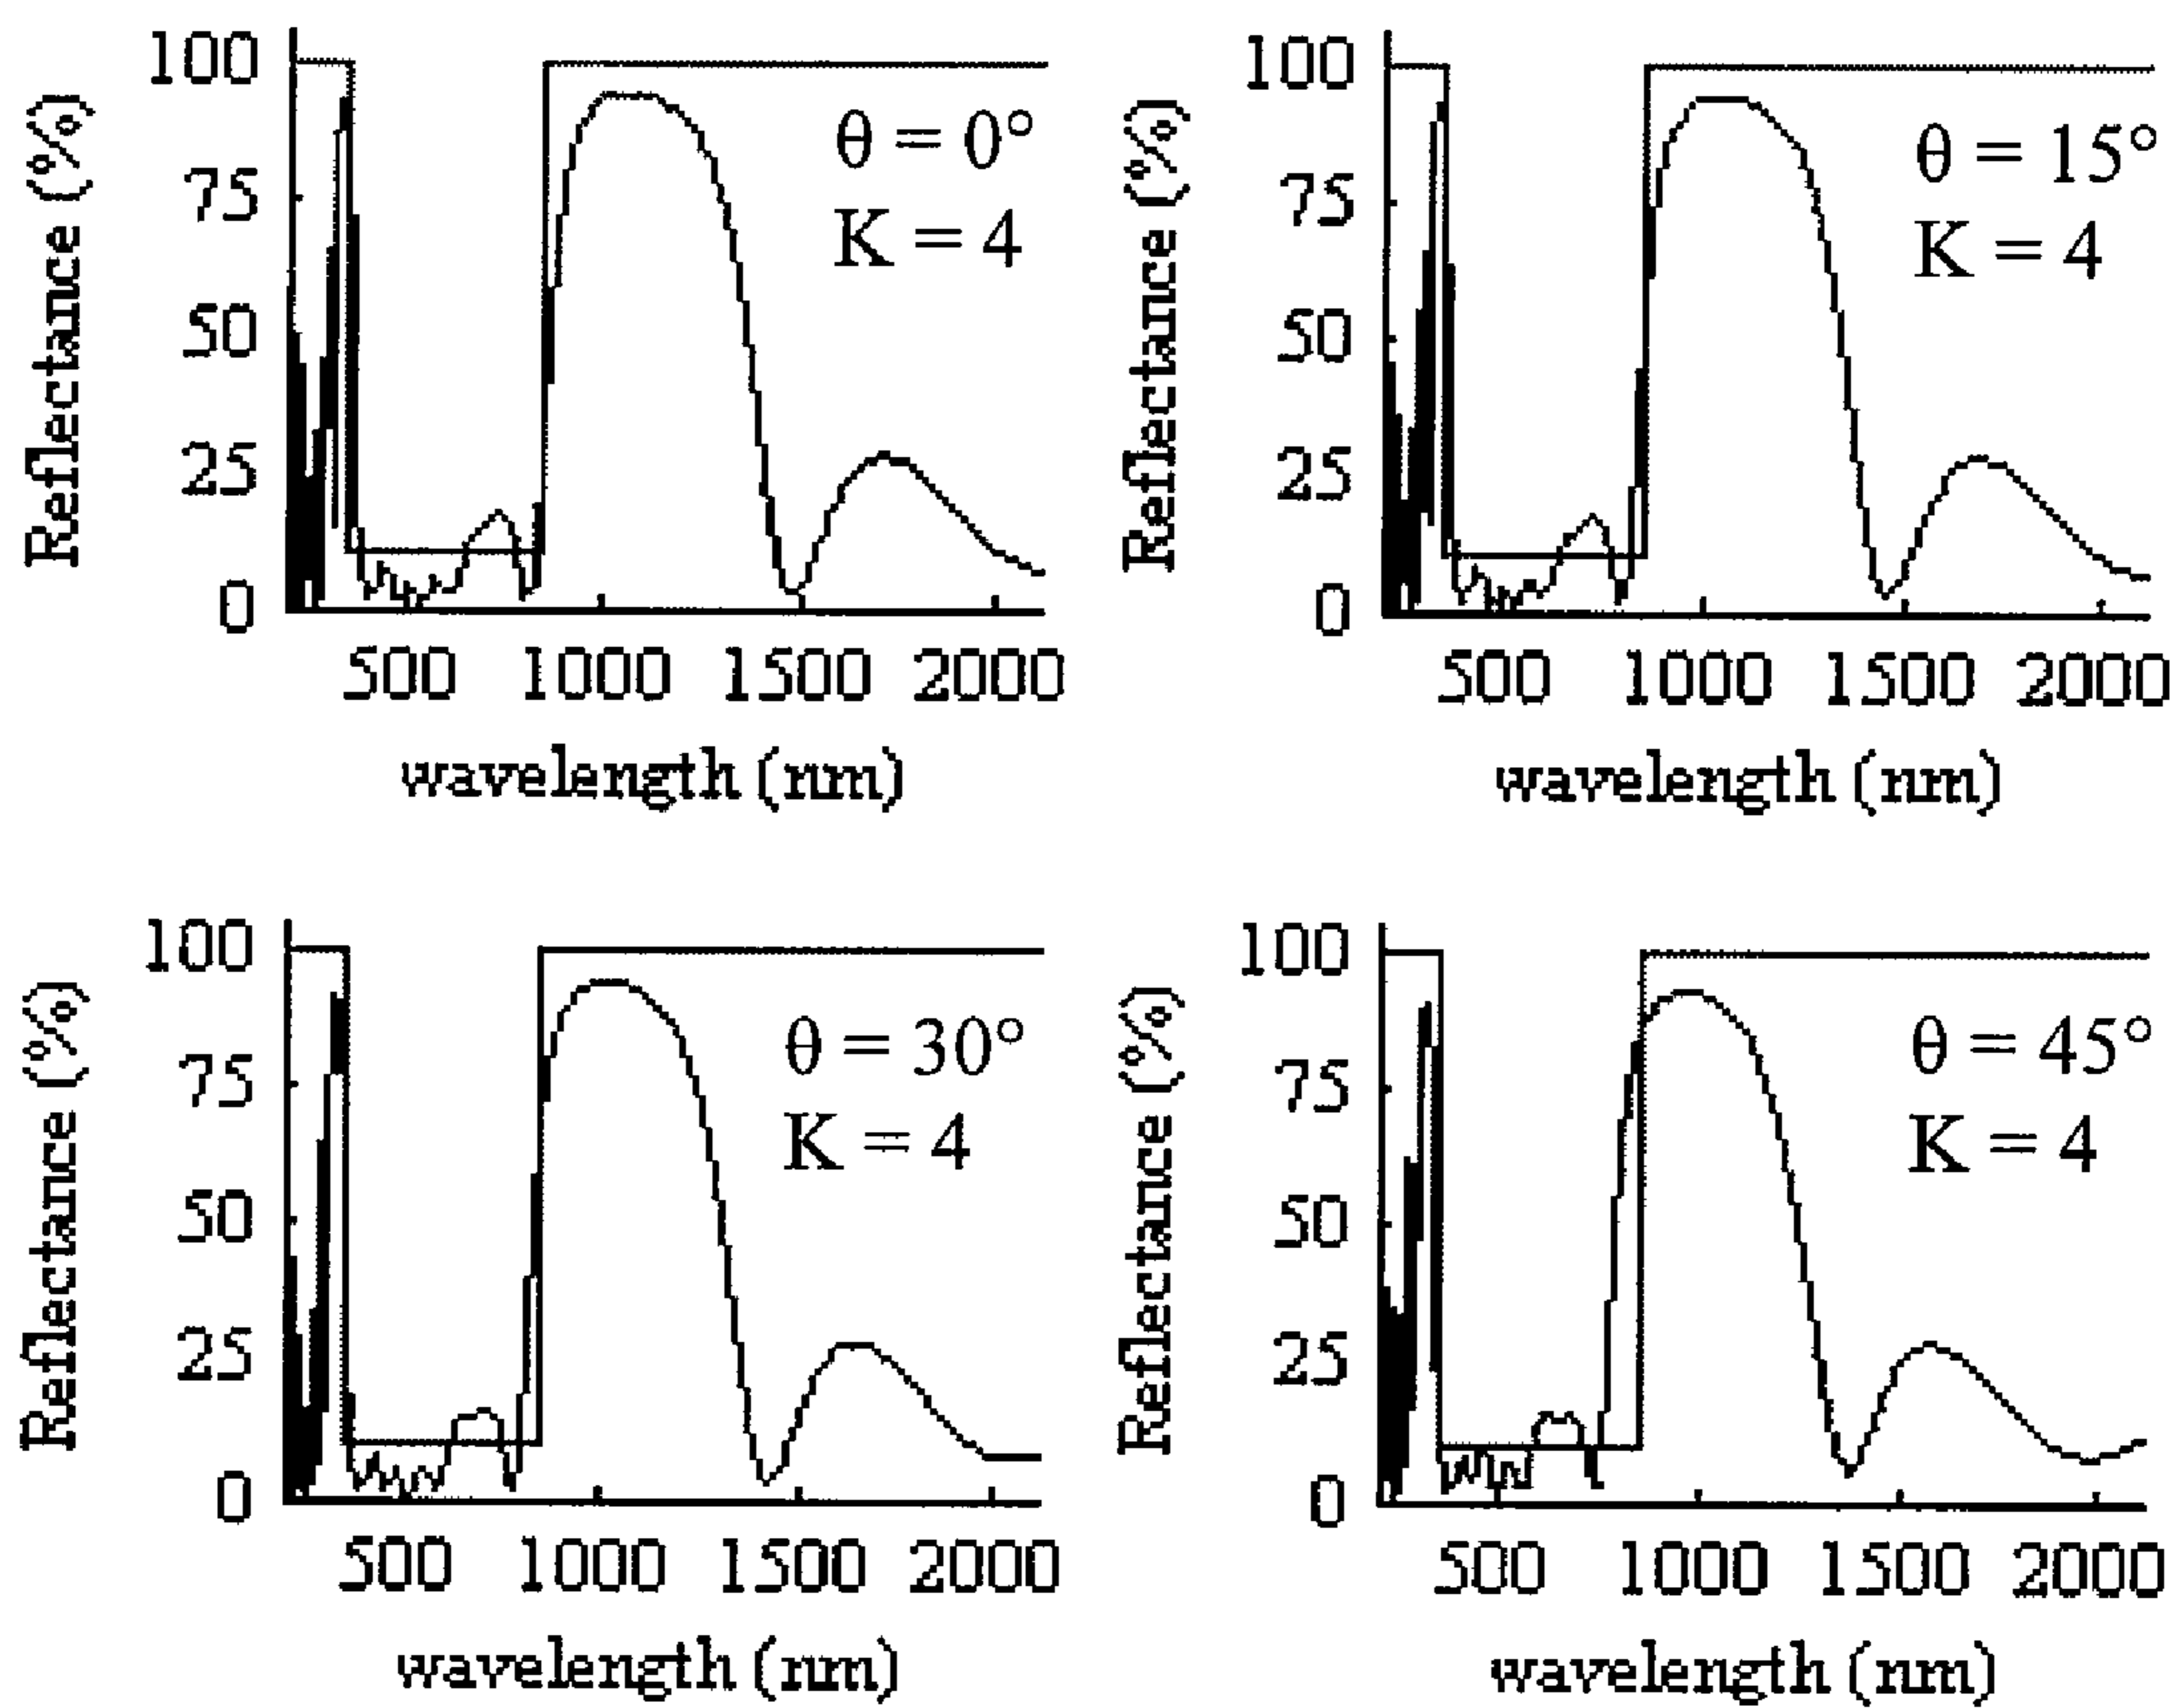 Reflectance (%)
100
75
50
25
0
θ = 0°
K = 4
500 1000 1500 2000
wavelength (nm)
Reflectance (%)
100
75
50
25
0
θ = 15°
K = 4
500 1000 1500 2000
wavelength (nm)
Reflectance (%)
100
75
50
25
0
θ = 30°
K = 4
500 1000 1500 2000
wavelength (nm)
Reflectance (%)
100
75
50
25
0
θ = 45°
K = 4
500 1000 1500 2000
wavelength (nm)